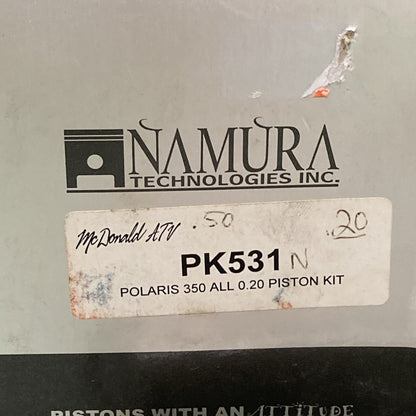 NAMURA
TECHNOLOGIES INC.
McDonald ATV .50 .20
PK531 N
POLARIS 350 ALL 0.20 PISTON KIT
PISTONS WITH AN ATTITUDE